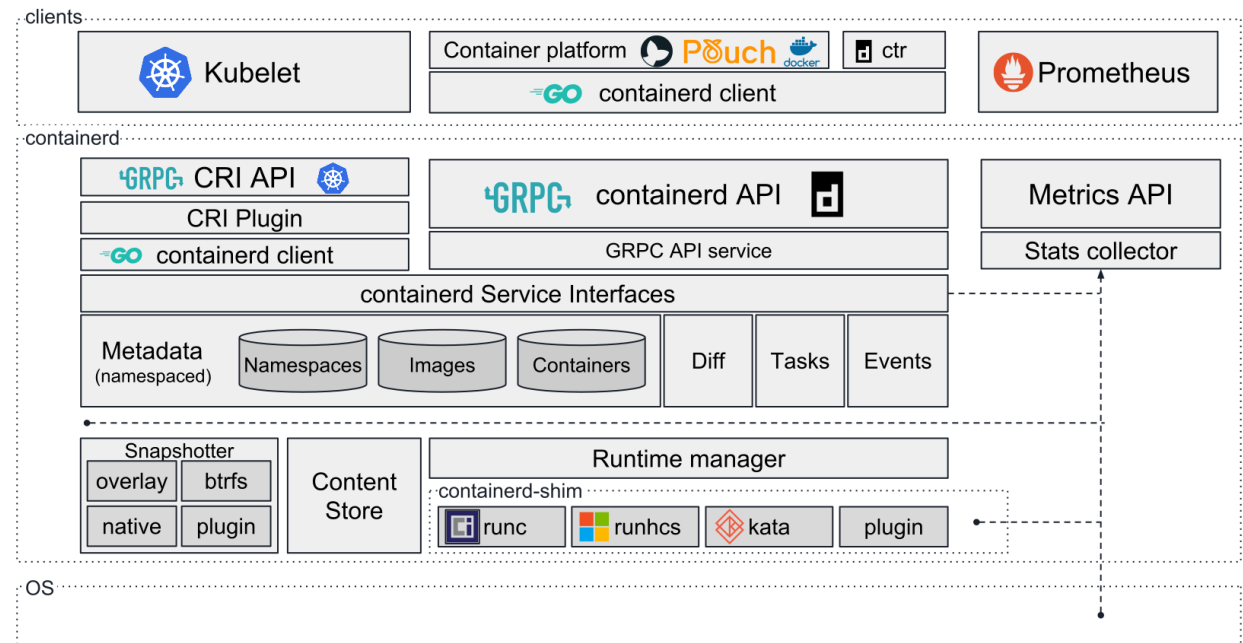 clients
Kubelet
Container platform Pouch docker
ctr
GO containerd client
Prometheus
containerd
GRPC CRI API
CRI Plugin
GO containerd client
GRPC containerd API
GRPC API service
Metrics API
Stats collector
containerd Service Interfaces
Metadata
(namespaced)
Namespaces
Images
Containers
Diff
Tasks
Events
Snapshotter
overlay
btrfs
native
plugin
Content
Store
Runtime manager
containerd-shim
Ci runc
runhcs
kata
plugin
OS